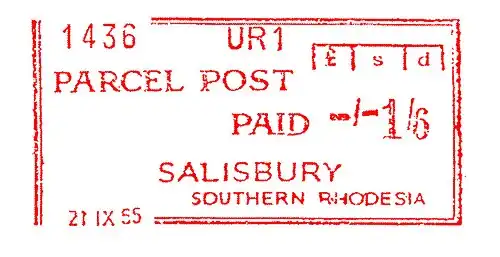 1436 UR1
£ s d
PARCEL POST
PAID -/-1/6
SALISBURY
SOUTHERN RHODESIA
21 IX 55